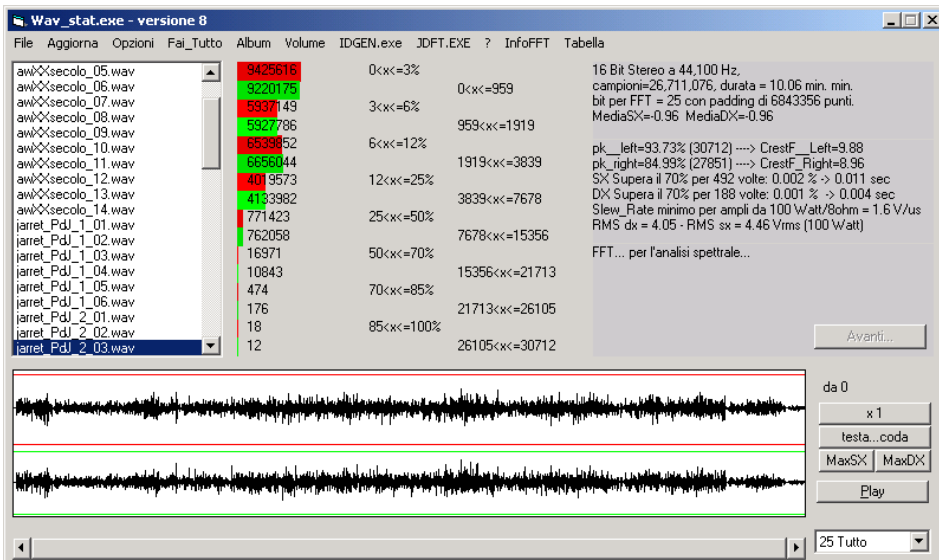 Wav_stat.exe - versione 8
File Aggiorna Opzioni Fai_Tutto Album Volume IDGEN.exe JDFT.EXE ? InfoFFT Tabella
awXXsecolo_05.wav
awXXsecolo_06.wav
awXXsecolo_07.wav
awXXsecolo_08.wav
awXXsecolo_09.wav
awXXsecolo_10.wav
awXXsecolo_11.wav
awXXsecolo_12.wav
awXXsecolo_13.wav
awXXsecolo_14.wav
jarret_PdJ_1_01.wav
jarret_PdJ_1_02.wav
jarret_PdJ_1_03.wav
jarret_PdJ_1_04.wav
jarret_PdJ_1_05.wav
jarret_PdJ_1_06.wav
jarret_PdJ_2_01.wav
jarret_PdJ_2_02.wav
jarret_PdJ_2_03.wav
9425616 0<x<=3%
9220175 0<x<=959
5937149 3<x<=6%
5927786 959<x<=1919
6539852 6<x<=12%
6656044 1919<x<=3839
4019573 12<x<=25%
4133982 3839<x<=7678
771423 25<x<=50%
762058 7678<x<=15356
16971 50<x<=70%
10843 15356<x<=21713
474 70<x<=85%
176 21713<x<=26105
18 85<x<=100%
12 26105<x<=30712
16 Bit Stereo a 44,100 Hz,
campioni=26,711,076, durata = 10.06 min. min.
bit per FFT = 25 con padding di 6843356 punti.
MediaSX=-0.96 MediaDX=-0.96
pk__left=93.73% (30712) ----> CrestF__Left=9.88
pk_right=84.99% (27851) ----> CrestF_Right=8.96
SX Supera il 70% per 492 volte: 0.002 % -> 0.011 sec
DX Supera il 70% per 188 volte: 0.001 % -> 0.004 sec
Slew_Rate minimo per ampli da 100 Watt/8ohm = 1.6 V/us
RMS dx = 4.05 - RMS sx = 4.46 Vrms (100 Watt)
FFT... per l'analisi spettrale...
Avanti...
da 0
x 1
testa...coda
MaxSX MaxDX
Play
25 Tutto